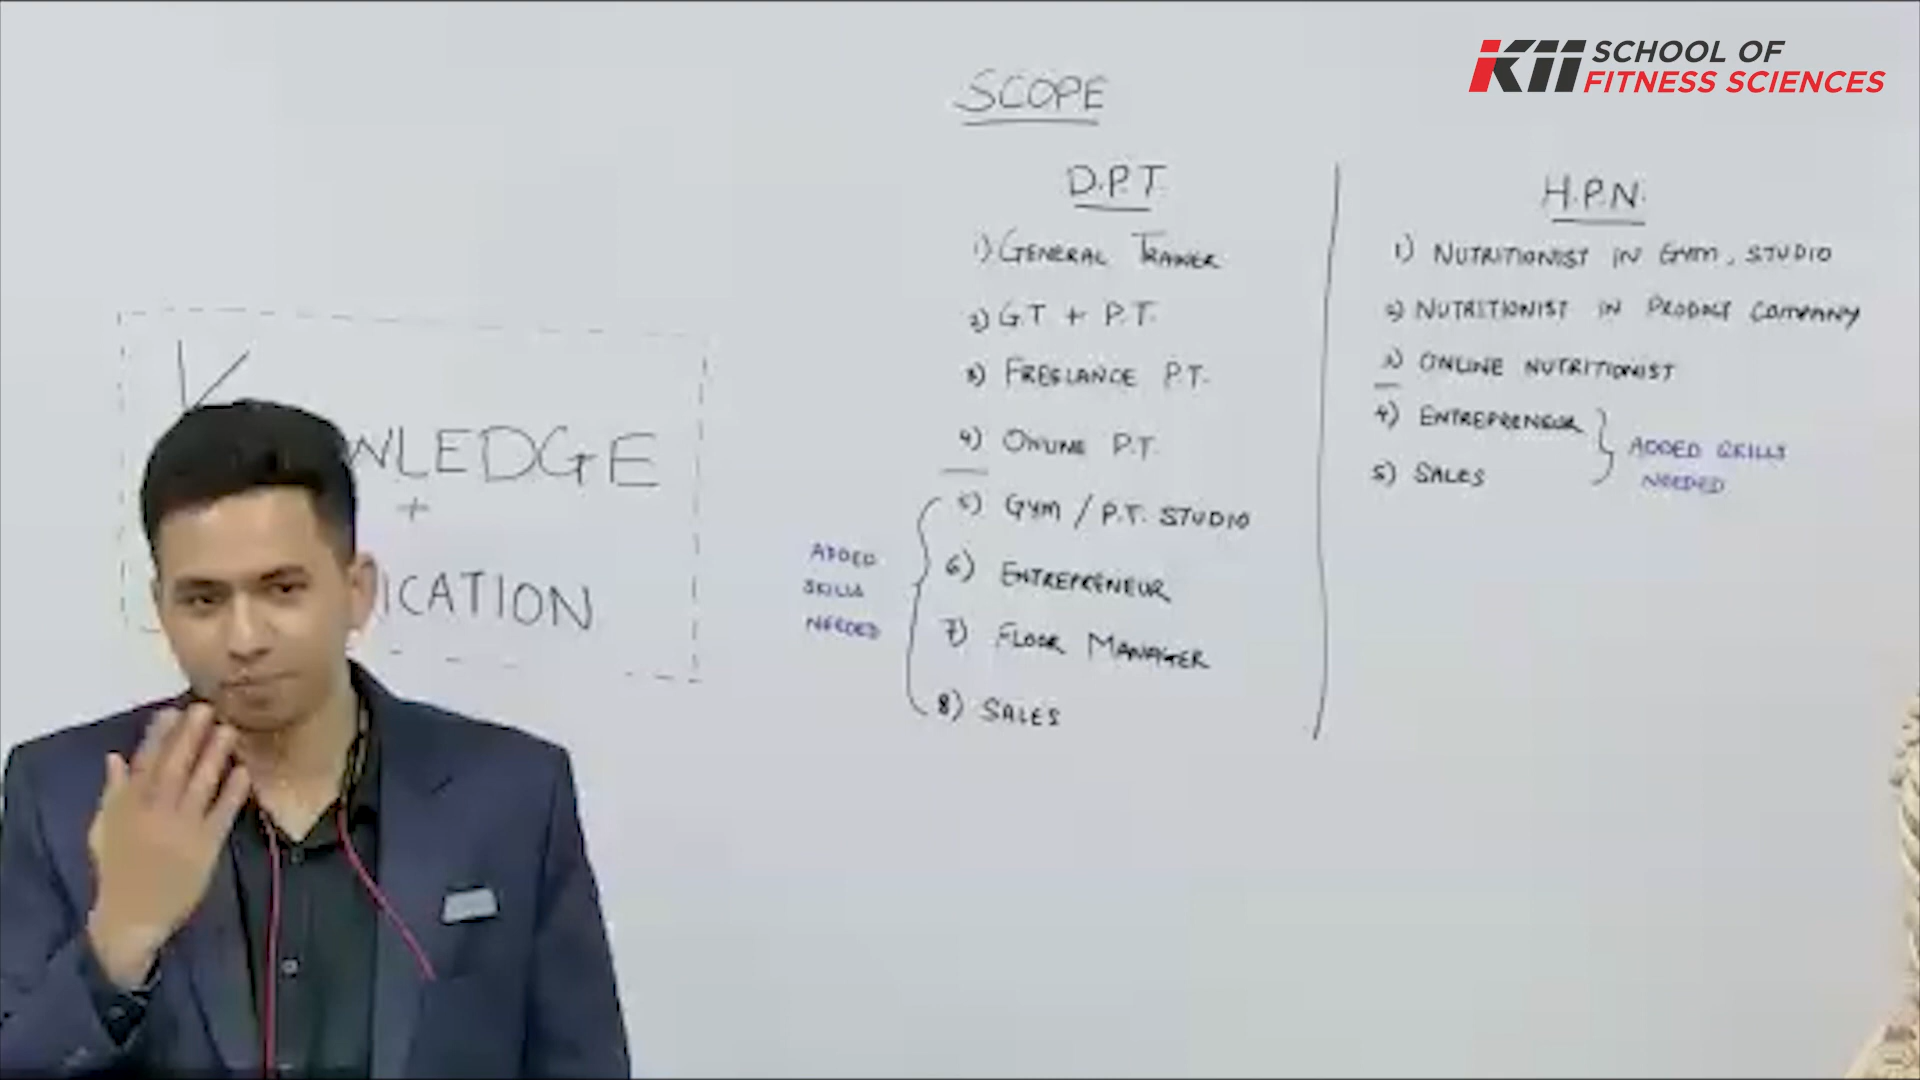 K11 SCHOOL OF
FITNESS SCIENCES
SCOPE
D.P.T.
1) GENERAL TRAINER
2) G.T + P.T.
3) FREELANCE P.T.
4) ONLINE P.T.
5) GYM / P.T. STUDIO
6) ENTREPRENEUR
7) FLOOR MANAGER
8) SALES
ADDED
SKILLS
NEEDED
H.P.N.
1) NUTRITIONIST IN GYM, STUDIO
2) NUTRITIONIST IN PRODUCT COMPANY
3) ONLINE NUTRITIONIST
4) ENTREPRENEUR
5) SALES
ADDED SKILLS
NEEDED
K WLEDGE
+
ICATION